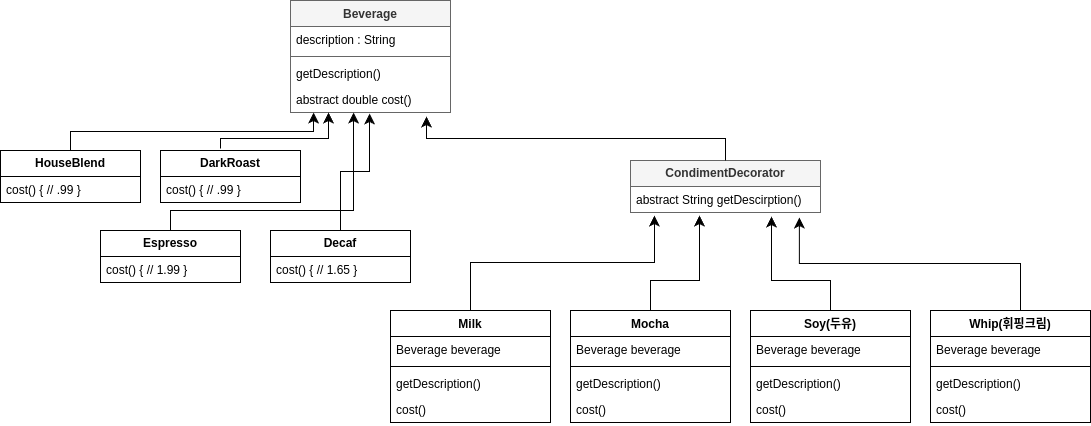 Beverage
description : String
getDescription()
abstract double cost()
HouseBlend
cost() { // .99 }
DarkRoast
cost() { // .99 }
CondimentDecorator
abstract String getDescirption()
Espresso
cost() { // 1.99 }
Decaf
cost() { // 1.65 }
Milk
Beverage beverage
getDescription()
cost()
Mocha
Beverage beverage
getDescription()
cost()
Soy(두유)
Beverage beverage
getDescription()
cost()
Whip(휘핑크림)
Beverage beverage
getDescription()
cost()